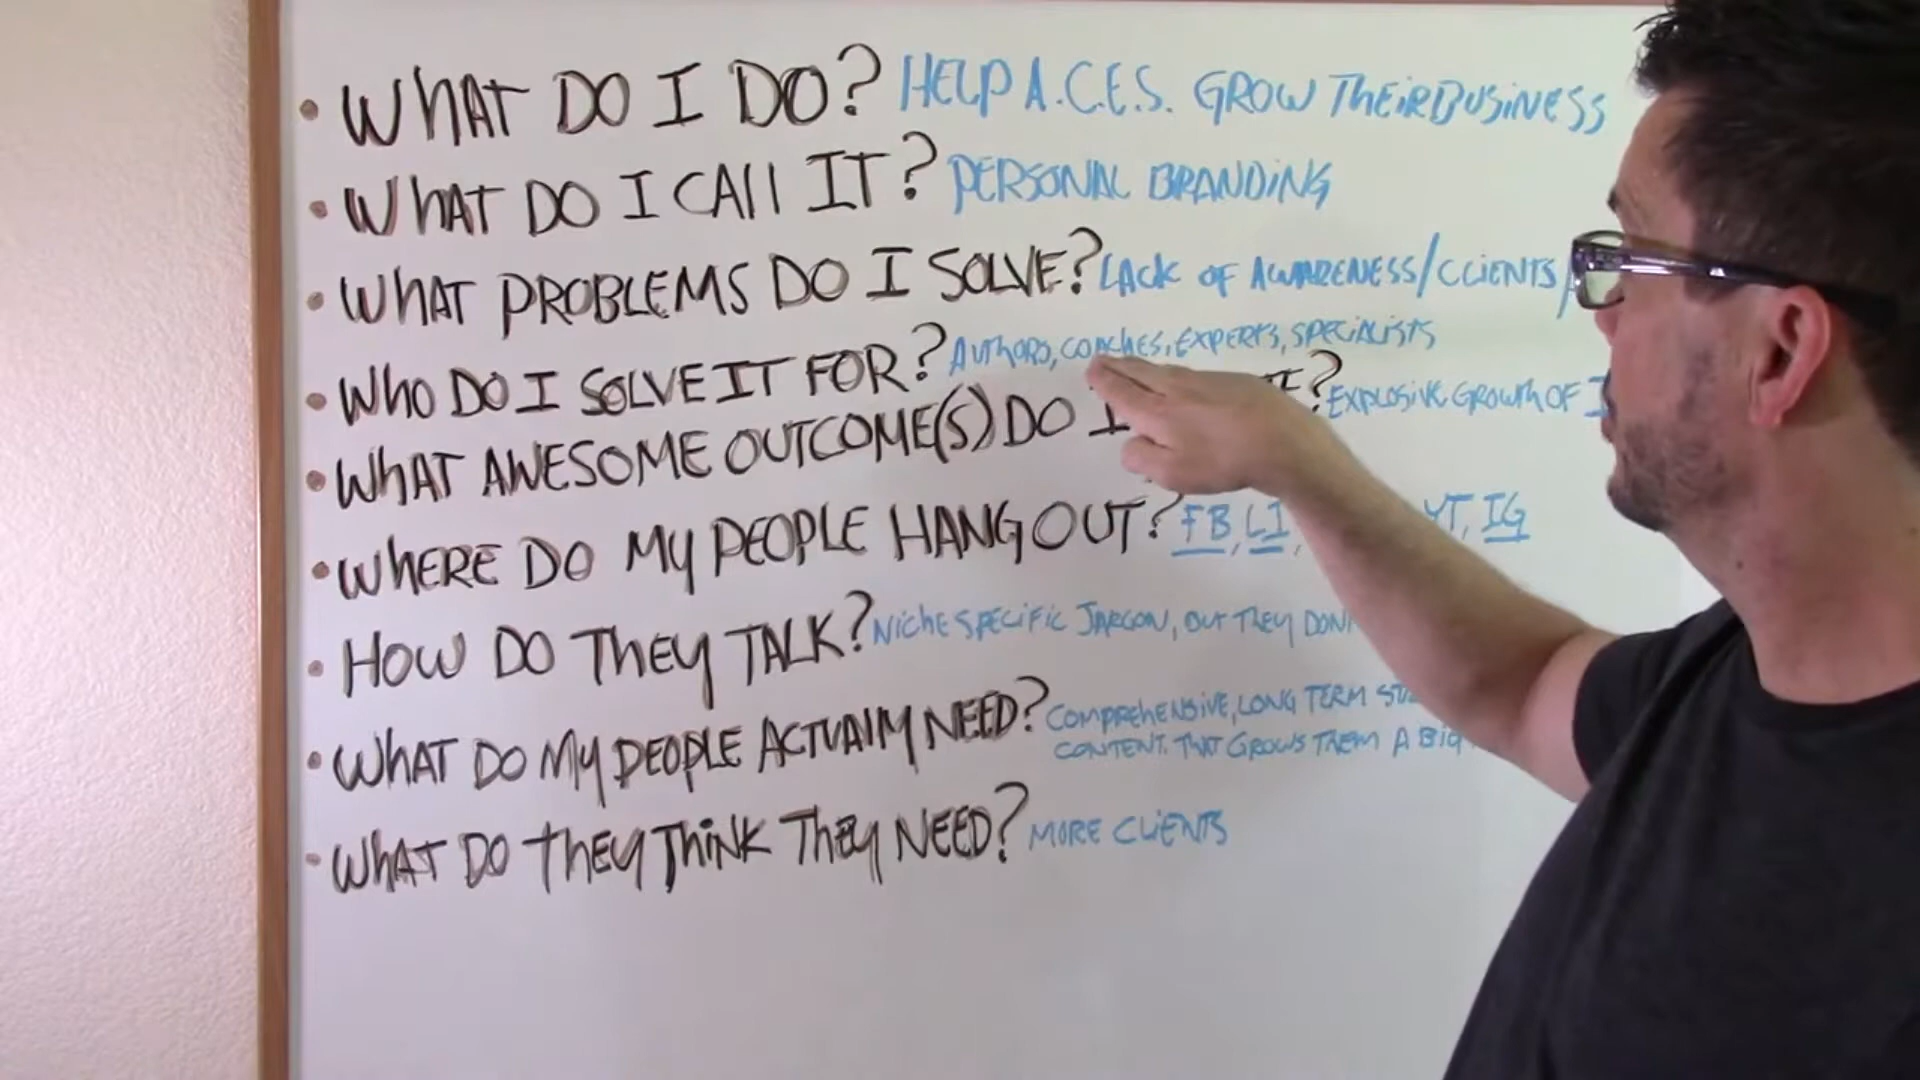 • WHAT DO I DO? HELP A.C.E.S. GROW THEIR BUSINESS
• WHAT DO I CALL IT? PERSONAL BRANDING
• WHAT PROBLEMS DO I SOLVE? LACK OF AWARENESS/CLIENTS/
• WHO DO I SOLVE IT FOR? AUTHORS, COACHES, EXPERTS, SPECIALISTS
• WHAT AWESOME OUTCOME(S) DO I ? EXPLOSIVE GROWTH OF
• WHERE DO MY PEOPLE HANG OUT? FB, LI, YT, IG
• HOW DO THEY TALK? NICHE SPECIFIC JARGON, BUT THEY DON'
• WHAT DO MY PEOPLE ACTUALLY NEED? COMPREHENSIVE, LONG TERM
CONTENT THAT GROWS THEM A BIG
• WHAT DO THEY THINK THEY NEED? MORE CLIENTS